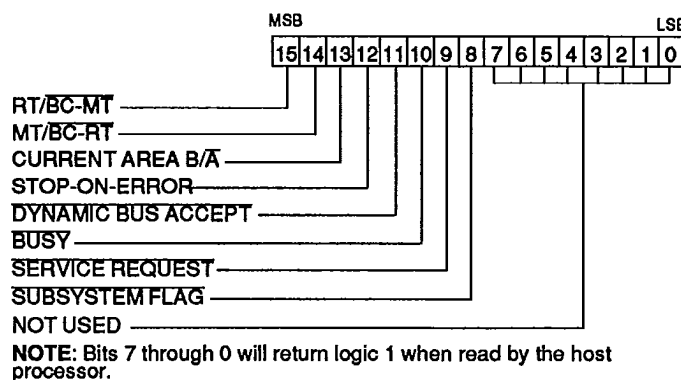 MSB LSB
15 14 13 12 11 10 9 8 7 6 5 4 3 2 1 0
RT/BC-MT
MT/BC-RT
CURRENT AREA B/A
STOP-ON-ERROR
DYNAMIC BUS ACCEPT
BUSY
SERVICE REQUEST
SUBSYSTEM FLAG
NOT USED
NOTE: Bits 7 through 0 will return logic 1 when read by the host
processor.